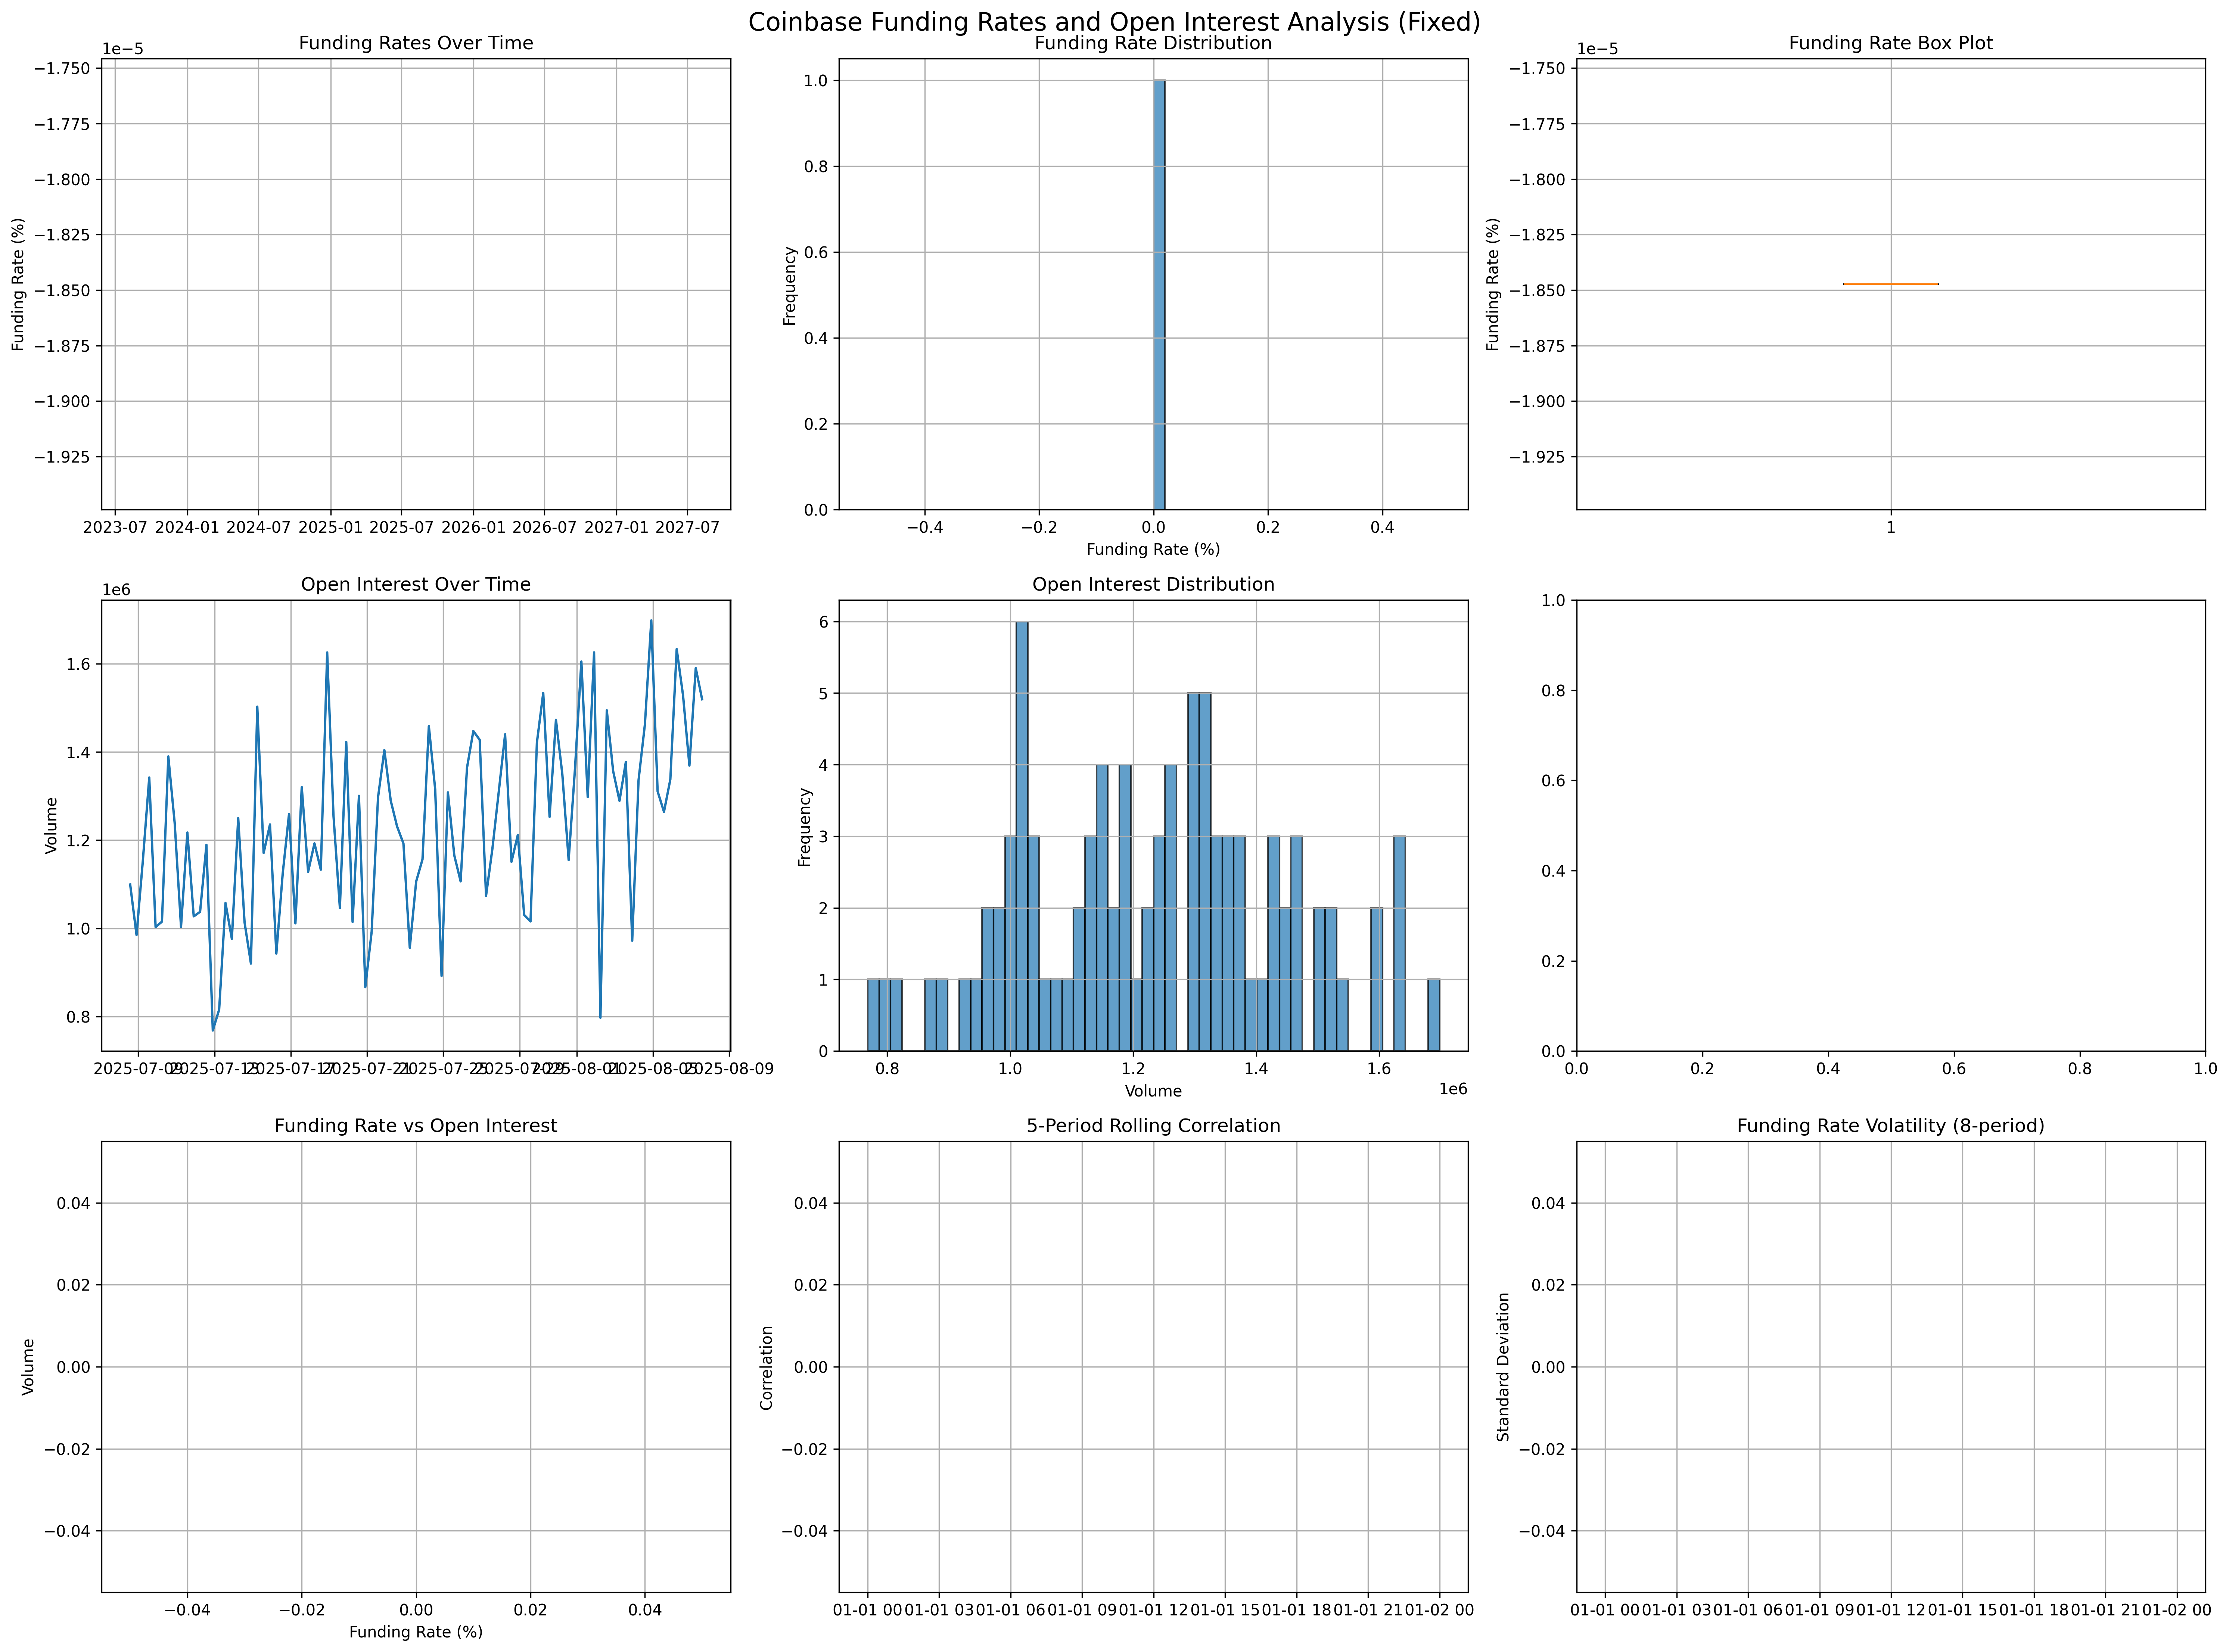 Coinbase Funding Rates and Open Interest Analysis (Fixed)
Funding Rates Over Time
1e−5
−1.750
−1.775
−1.800
−1.825
−1.850
−1.875
−1.900
−1.925
Funding Rate (%)
2023-07 2024-01 2024-07 2025-01 2025-07 2026-01 2026-07 2027-01 2027-07
Funding Rate Distribution
1.0
0.8
0.6
0.4
0.2
0.0
Frequency
−0.4 −0.2 0.0 0.2 0.4
Funding Rate (%)
Funding Rate Box Plot
1e−5
−1.750
−1.775
−1.800
−1.825
−1.850
−1.875
−1.900
−1.925
Funding Rate (%)
1
Open Interest Over Time
1e6
1.6
1.4
1.2
1.0
0.8
Volume
2025-07-09 2025-07-13 2025-07-17 2025-07-21 2025-07-25 2025-07-29 2025-08-01 2025-08-05 2025-08-09
Open Interest Distribution
6
5
4
3
2
1
0
Frequency
0.8 1.0 1.2 1.4 1.6
1e6
Volume
1.0
0.8
0.6
0.4
0.2
0.0
0.0 0.2 0.4 0.6 0.8 1.0
Funding Rate vs Open Interest
0.04
0.02
0.00
−0.02
−0.04
Volume
−0.04 −0.02 0.00 0.02 0.04
Funding Rate (%)
5-Period Rolling Correlation
0.04
0.02
0.00
−0.02
−0.04
Correlation
01-01 00 01-01 03 01-01 06 01-01 09 01-01 12 01-01 15 01-01 18 01-01 21 01-02 00
Funding Rate Volatility (8-period)
0.04
0.02
0.00
−0.02
−0.04
Standard Deviation
01-01 00 01-01 03 01-01 06 01-01 09 01-01 12 01-01 15 01-01 18 01-01 21 01-02 00